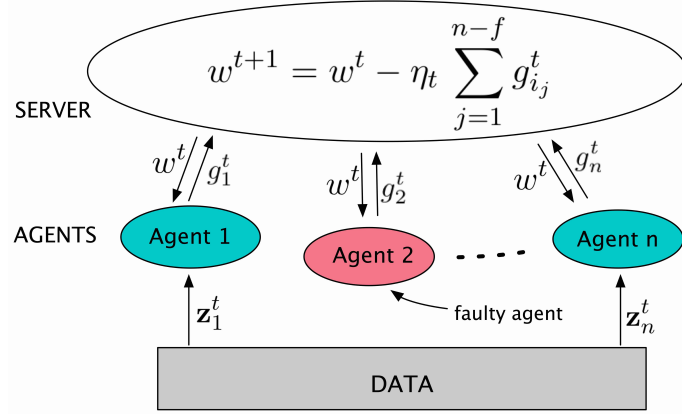 w^{t+1} = w^t − η_t \sum_{j=1}^{n−f} g_{i_j}^t
SERVER
w^t g_1^t w^t g_2^t w^t g_n^t
AGENTS Agent 1 Agent 2 Agent n
faulty agent
𝐳_1^t 𝐳_n^t
DATA